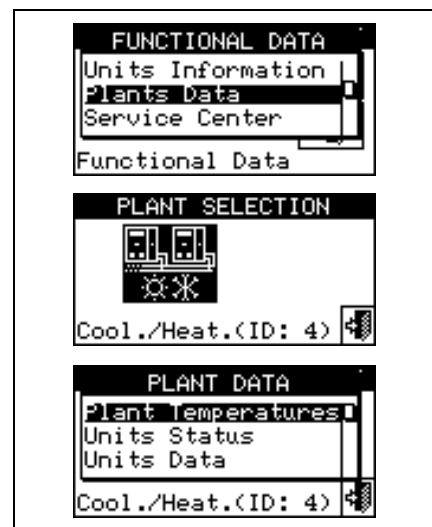 FUNCTIONAL DATA
Units Information
Plants Data
Service Center
Functional Data
PLANT SELECTION
Cool./Heat.(ID: 4)
PLANT DATA
Plant Temperatures
Units Status
Units Data
Cool./Heat.(ID: 4)